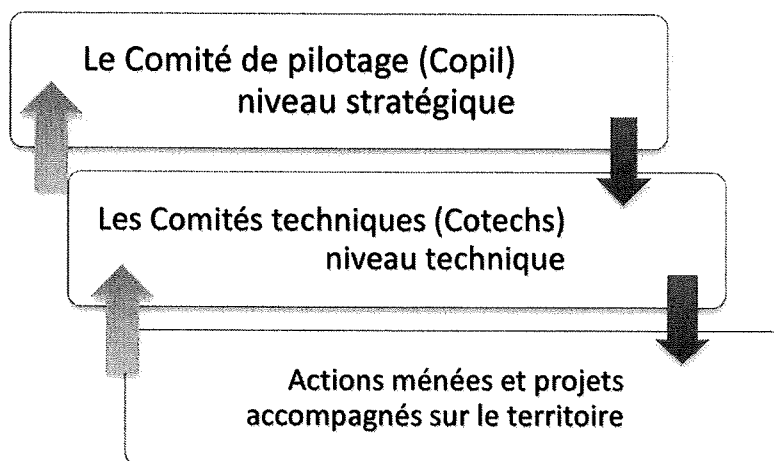 Le Comité de pilotage (Copil)
niveau stratégique
Les Comités techniques (Cotechs)
niveau technique
Actions ménées et projets
accompagnés sur le territoire